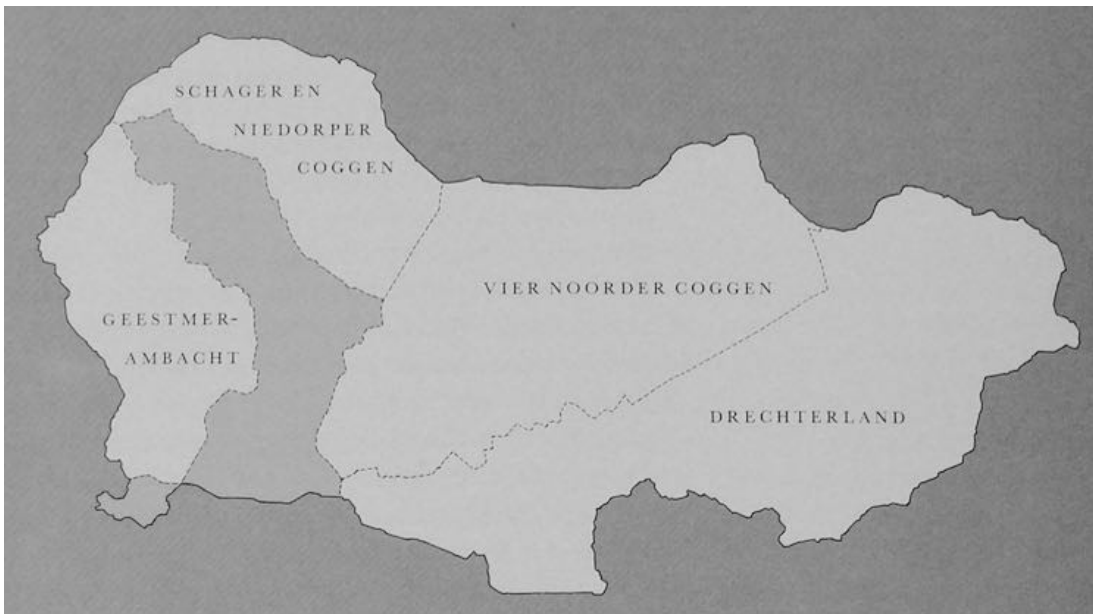 SCHAGER EN
NIEDORPER
COGGEN
VIER NOORDER COGGEN
GEESTMER-
AMBACHT
DRECHTERLAND